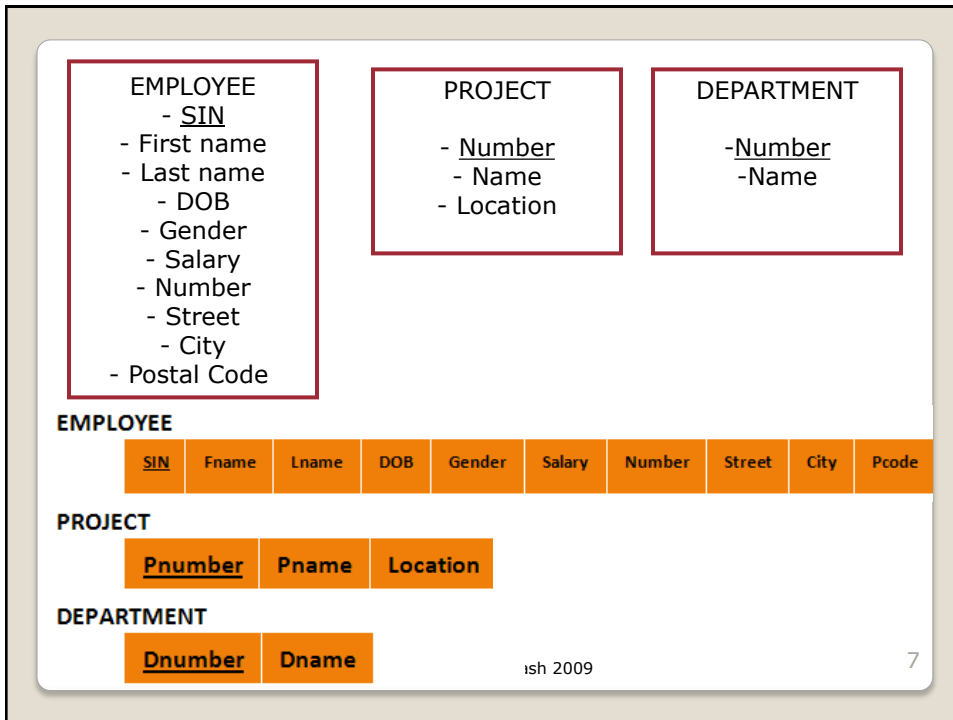 EMPLOYEE
- SIN
- First name
- Last name
- DOB
- Gender
- Salary
- Number
- Street
- City
- Postal Code
PROJECT
- Number
- Name
- Location
DEPARTMENT
-Number
-Name
EMPLOYEE
SIN Fname Lname DOB Gender Salary Number Street City Pcode
PROJECT
Pnumber Pname Location
DEPARTMENT
Dnumber Dname
2009
7